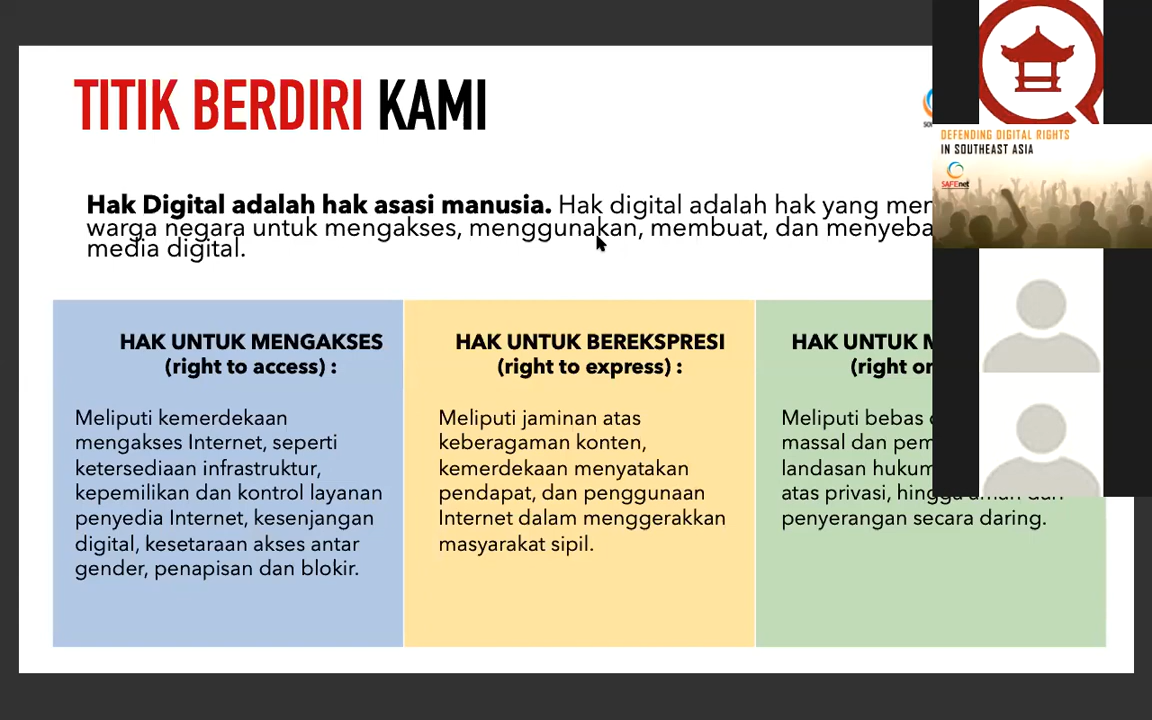 TITIK BERDIRI KAMI
DEFENDING DIGITAL RIGHTS
IN SOUTHEAST ASIA
SAFEnet
Hak Digital adalah hak asasi manusia. Hak digital adalah hak yang
warga negara untuk mengakses, menggunakan, membuat, dan
media digital.
HAK UNTUK MENGAKSES
(right to access) :
Meliputi kemerdekaan
mengakses Internet, seperti
ketersediaan infrastruktur,
kepemilikan dan kontrol layanan
penyedia Internet, kesenjangan
digital, kesetaraan akses antar
gender, penapisan dan blokir.
HAK UNTUK BEREKSPRESI
(right to express) :
Meliputi jaminan atas
keberagaman konten,
kemerdekaan menyatakan
pendapat, dan penggunaan
Internet dalam menggerakkan
masyarakat sipil.
HAK UNTUK
(right
Meliputi bebas
massal dan
landasan hukum
atas privasi, hingga aman dari
penyerangan secara daring.